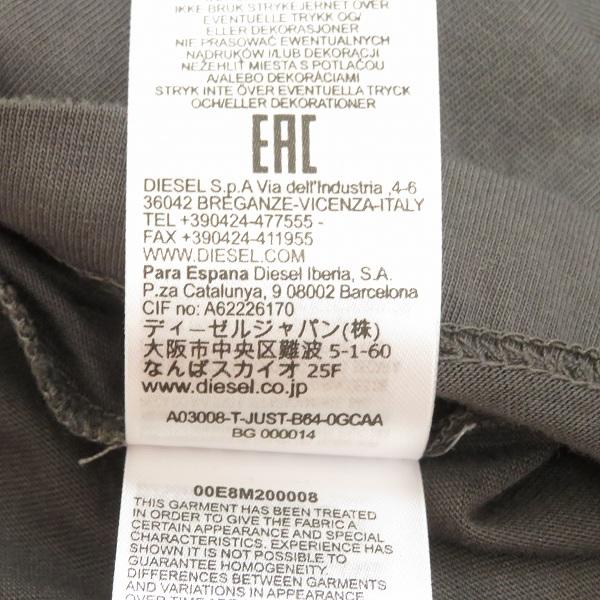 IKKE BRUK STRYKEJERNET OVER
EVENTUELLE TRYKK OG/
ELLER DEKORASJONER
NIE PRASOWAĆ EWENTUALNYCH
NADRUKÓW I/LUB DEKORACJI
NEŽEHLIT MIESTA S POTLAČOU
A/ALEBO DEKORÁCIAMI
STRYK INTE ÖVER EVENTUELLA TRYCK
OCH/ELLER DEKORATIONER
EAC
DIESEL S.p.A Via dell'Industria ,4-6
36042 BREGANZE-VICENZA-ITALY
TEL +390424-477555 -
FAX +390424-411955
WWW.DIESEL.COM
Para Espana Diesel Iberia, S.A.
P.za Catalunya, 9 08002 Barcelona
CIF no: A62226170
ディーゼルジャパン(株)
大阪市中央区難波 5-1-60
なんばスカイオ 25F
www.diesel.co.jp
A03008-T-JUST-B64-0GCAA
BG 000014
00E8M200008
THIS GARMENT HAS BEEN TREATED
IN ORDER TO GIVE THE FABRIC A
CERTAIN APPEARANCE AND SPECIAL
CHARACTERISTICS. EXPERIENCE HAS
SHOWN IT IS NOT POSSIBLE TO
GUARANTEE HOMOGENEITY.
DIFFERENCES BETWEEN GARMENTS
AND VARIATIONS IN APPEARANCE
OVER TIME ARE